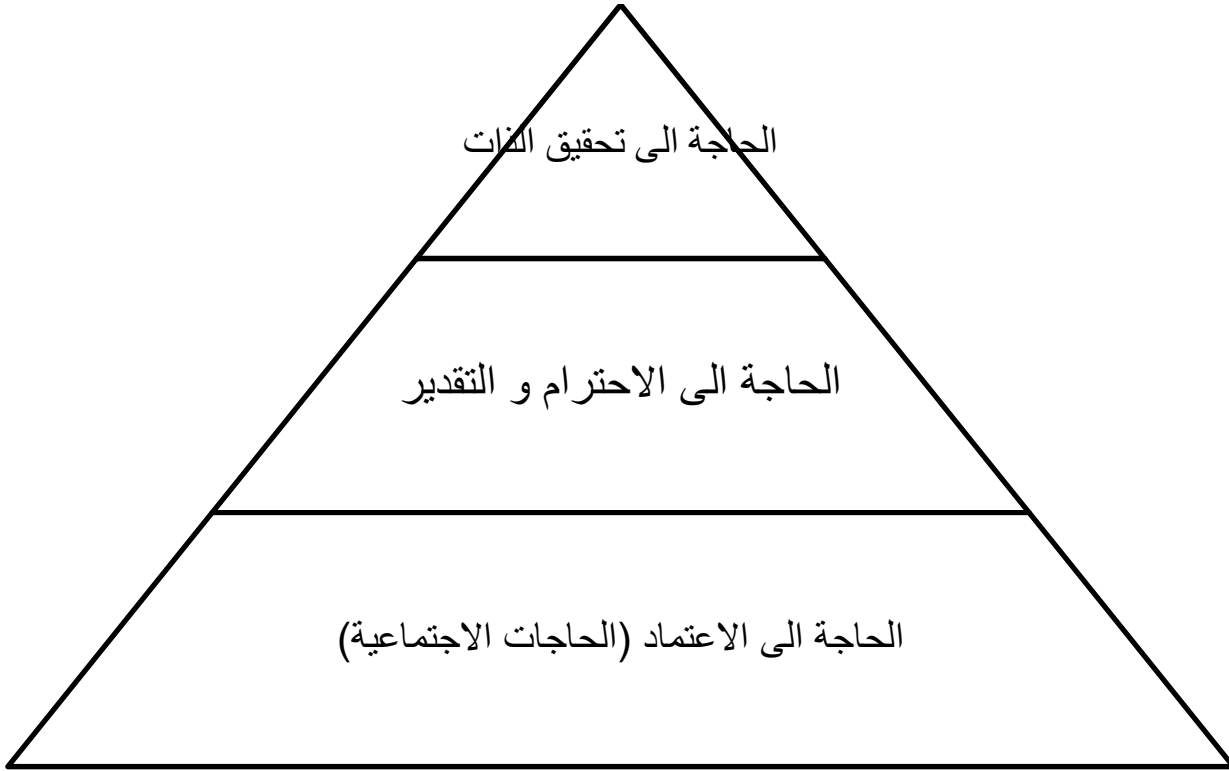 الحاجة الى تحقيق الذات
الحاجة الى الاحترام و التقدير
الحاجة الى الاعتماد (الحاجات الاجتماعية)